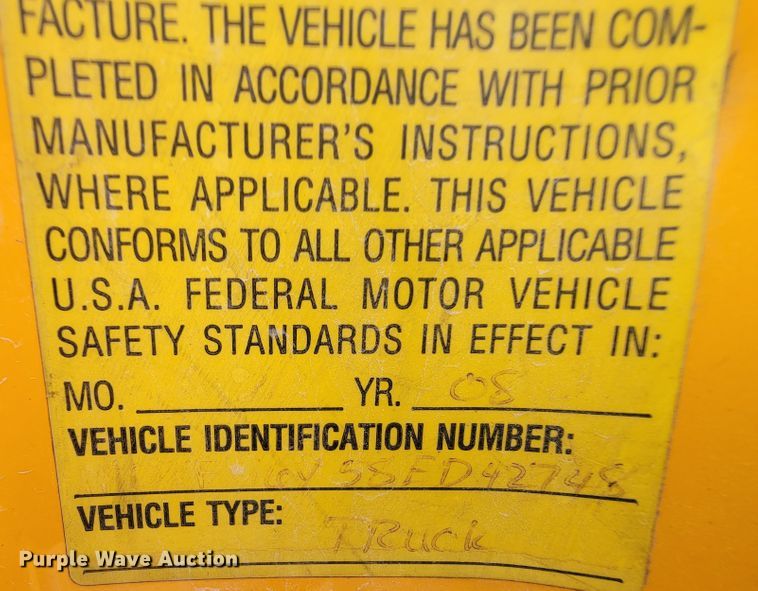 FACTURE. THE VEHICLE HAS BEEN COM-
PLETED IN ACCORDANCE WITH PRIOR
MANUFACTURER'S INSTRUCTIONS,
WHERE APPLICABLE. THIS VEHICLE
CONFORMS TO ALL OTHER APPLICABLE
U.S.A. FEDERAL MOTOR VEHICLE
SAFETY STANDARDS IN EFFECT IN:
MO. YR. 08
VEHICLE IDENTIFICATION NUMBER:
VEHICLE TYPE:
TRuck
Purple Wave Auction